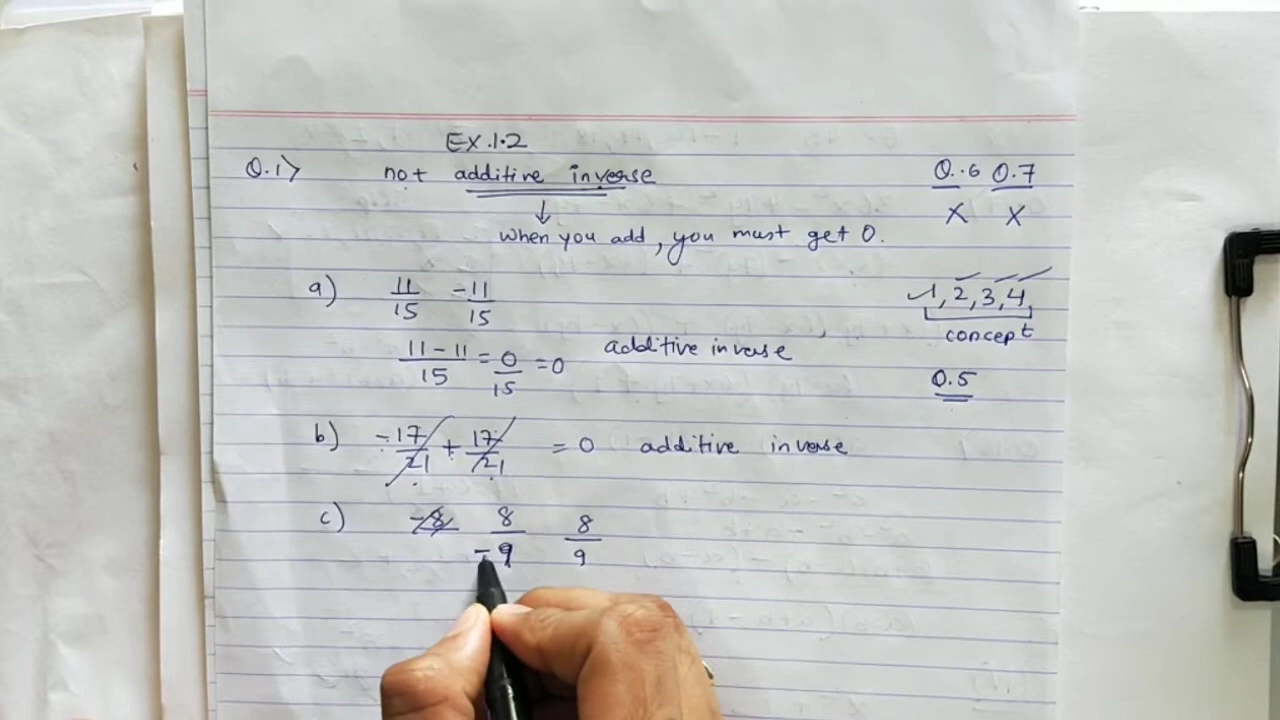 EX.1.2
Q.1> not additive inverse Q.6 Q.7
↓ X X
when you add, you must get 0.
a) 11/15 -11/15 1,2,3,4
concept
11-11/15 = 0/15 = 0 additive inverse
Q.5
b) -17/21 + 17/21 = 0 additive inverse
c) -8 8/-9 8/9